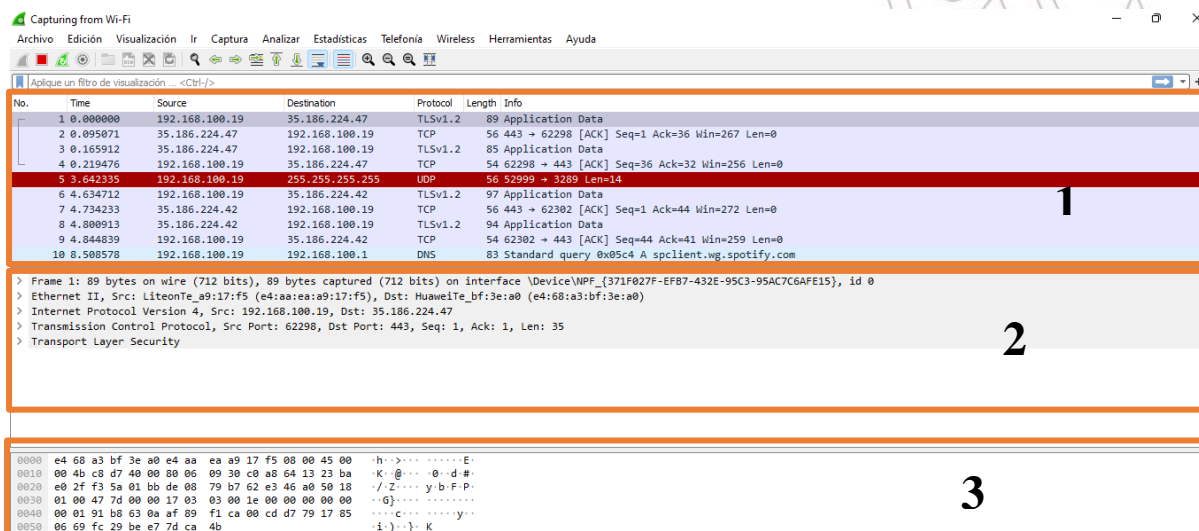 Capturing from Wi-Fi
Archivo Edición Visualización Ir Captura Analizar Estadísticas Telefonía Wireless Herramientas Ayuda
Aplique un filtro de visualización ... <Ctrl-/>
No. Time Source Destination Protocol Length Info
1 0.000000 192.168.100.19 35.186.224.47 TLSv1.2 89 Application Data
2 0.095071 35.186.224.47 192.168.100.19 TCP 56 443 → 62298 [ACK] Seq=1 Ack=36 Win=267 Len=0
3 0.165912 35.186.224.47 192.168.100.19 TLSv1.2 85 Application Data
4 0.219476 192.168.100.19 35.186.224.47 TCP 54 62298 → 443 [ACK] Seq=36 Ack=32 Win=256 Len=0
5 3.642335 192.168.100.19 255.255.255.255 UDP 56 52999 → 3289 Len=14
6 4.634712 192.168.100.19 35.186.224.42 TLSv1.2 97 Application Data
7 4.734233 35.186.224.42 192.168.100.19 TCP 56 443 → 62302 [ACK] Seq=1 Ack=44 Win=272 Len=0
8 4.800913 35.186.224.42 192.168.100.19 TLSv1.2 94 Application Data
9 4.844839 192.168.100.19 35.186.224.42 TCP 54 62302 → 443 [ACK] Seq=44 Ack=41 Win=259 Len=0
10 8.508578 192.168.100.19 192.168.100.1 DNS 83 Standard query 0x05c4 A spclient.wg.spotify.com
1
> Frame 1: 89 bytes on wire (712 bits), 89 bytes captured (712 bits) on interface \Device\NPF_{371F027F-EFB7-432E-95C3-95AC7C6AFE15}, id 0
> Ethernet II, Src: LiteonTe_a9:17:f5 (e4:aa:ea:a9:17:f5), Dst: HuaweiTe_bf:3e:a0 (e4:68:a3:bf:3e:a0)
> Internet Protocol Version 4, Src: 192.168.100.19, Dst: 35.186.224.47
> Transmission Control Protocol, Src Port: 62298, Dst Port: 443, Seq: 1, Ack: 1, Len: 35
> Transport Layer Security
2
0000 e4 68 a3 bf 3e a0 e4 aa ea a9 17 f5 08 00 45 00 ·h··>··· ······E·
0010 00 4b c8 d7 40 00 80 06 09 30 c0 a8 64 13 23 ba ·K··@··· ·0··d·#·
0020 e0 2f f3 5a 01 bb de 08 79 b7 62 e3 46 a0 50 18 ·/·Z···· y·b·F·P·
0030 01 00 47 7d 00 00 17 03 03 00 1e 00 00 00 00 00 ··G}···· ········
0040 00 01 91 b8 63 0a af 89 f1 ca 00 cd d7 79 17 85 ····c··· ·····y··
0050 06 69 fc 29 be e7 7d ca 4b ·i·)··}· K
3